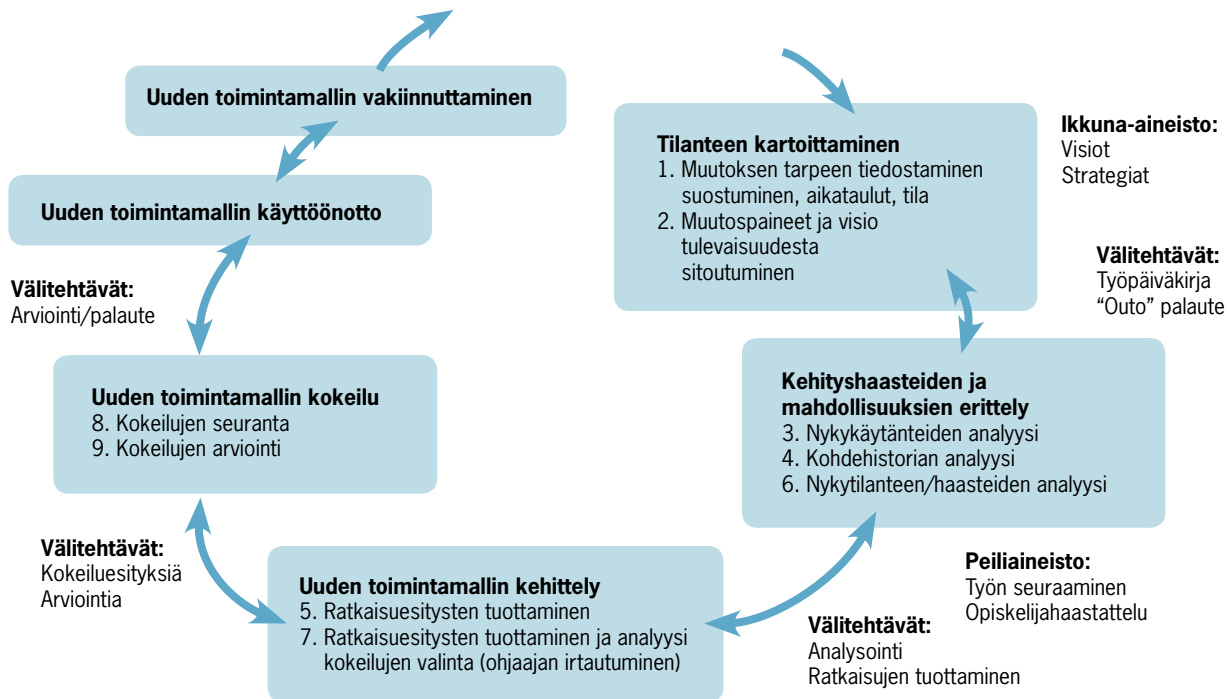 Uuden toimintamallin vakiinnuttaminen
Uuden toimintamallin käyttöönotto
Välitehtävät:
Arviointi/palaute
Uuden toimintamallin kokeilu
8. Kokeilujen seuranta
9. Kokeilujen arviointi
Välitehtävät:
Kokeiluesityksiä
Arviointia
Uuden toimintamallin kehittely
5. Ratkaisuesitysten tuottaminen
7. Ratkaisuesitysten tuottaminen ja analyysi
kokeilujen valinta (ohjaajan irtautuminen)
Tilanteen kartoittaminen
1. Muutoksen tarpeen tiedostaminen
suostuminen, aikataulut, tila
2. Muutospaineet ja visio
tulevaisuudesta
sitoutuminen
Ikkuna-aineisto:
Visiot
Strategiat
Välitehtävät:
Työpäiväkirja
“Outo” palaute
Kehityshaasteiden ja
mahdollisuuksien erittely
3. Nykykäytänteiden analyysi
4. Kohdehistorian analyysi
6. Nykytilanteen/haasteiden analyysi
Peiliaineisto:
Työn seuraaminen
Opiskelijahaastattelu
Välitehtävät:
Analysointi
Ratkaisujen tuottaminen